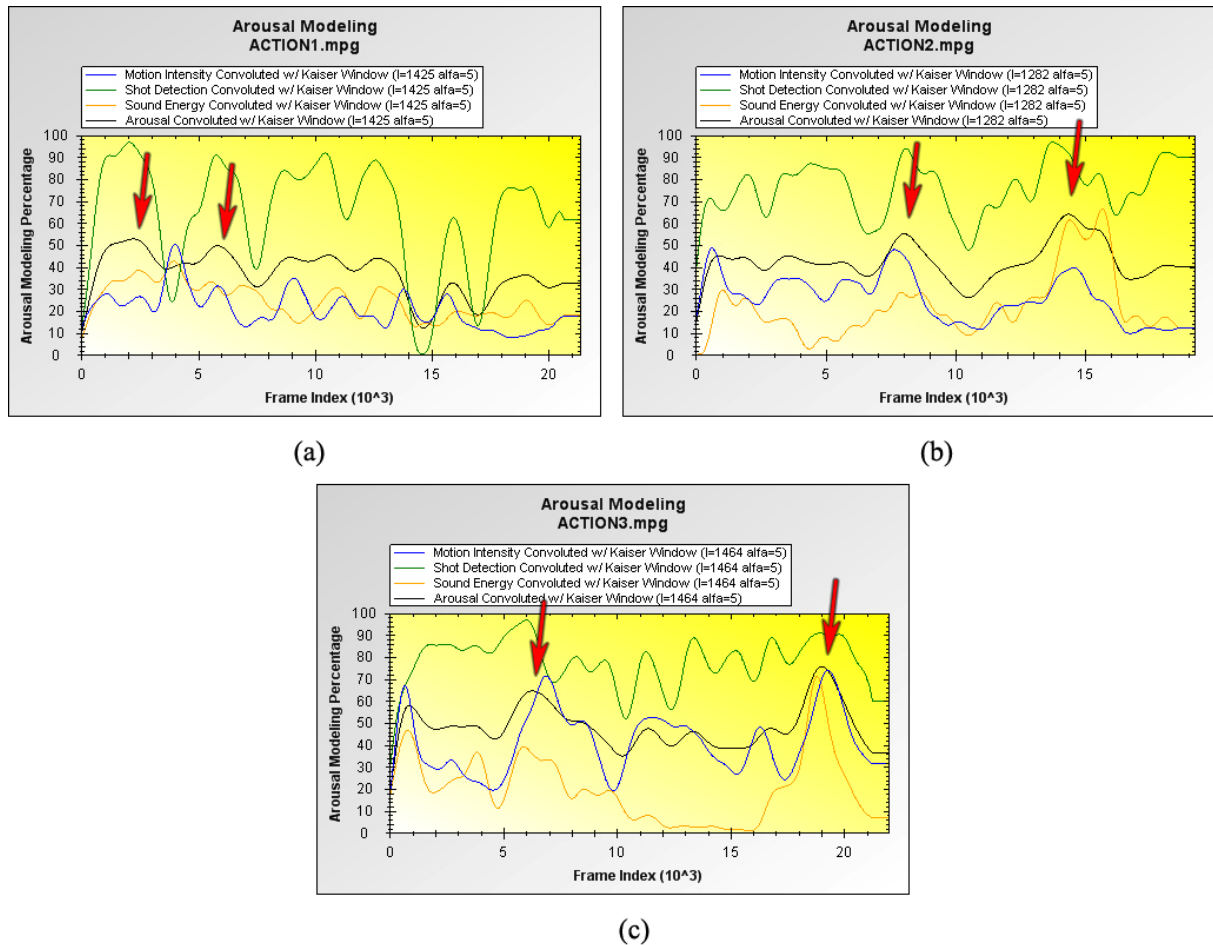 Arousal Modeling
ACTION1.mpg
Motion Intensity Convoluted w/ Kaiser Window (l=1425 alfa=5)
Shot Detection Convoluted w/ Kaiser Window (l=1425 alfa=5)
Sound Energy Convoluted w/ Kaiser Window (l=1425 alfa=5)
Arousal Convoluted w/ Kaiser Window (l=1425 alfa=5)
Arousal Modeling Percentage
100
90
80
70
60
50
40
30
20
10
0
0 5 10 15 20
Frame Index (10^3)
(a)
Arousal Modeling
ACTION2.mpg
Motion Intensity Convoluted w/ Kaiser Window (l=1282 alfa=5)
Shot Detection Convoluted w/ Kaiser Window (l=1282 alfa=5)
Sound Energy Convoluted w/ Kaiser Window (l=1282 alfa=5)
Arousal Convoluted w/ Kaiser Window (l=1282 alfa=5)
Arousal Modeling Percentage
100
90
80
70
60
50
40
30
20
10
0
0 5 10 15
Frame Index (10^3)
(b)
Arousal Modeling
ACTION3.mpg
Motion Intensity Convoluted w/ Kaiser Window (l=1464 alfa=5)
Shot Detection Convoluted w/ Kaiser Window (l=1464 alfa=5)
Sound Energy Convoluted w/ Kaiser Window (l=1464 alfa=5)
Arousal Convoluted w/ Kaiser Window (l=1464 alfa=5)
Arousal Modeling Percentage
100
90
80
70
60
50
40
30
20
10
0
0 5 10 15 20
Frame Index (10^3)
(c)